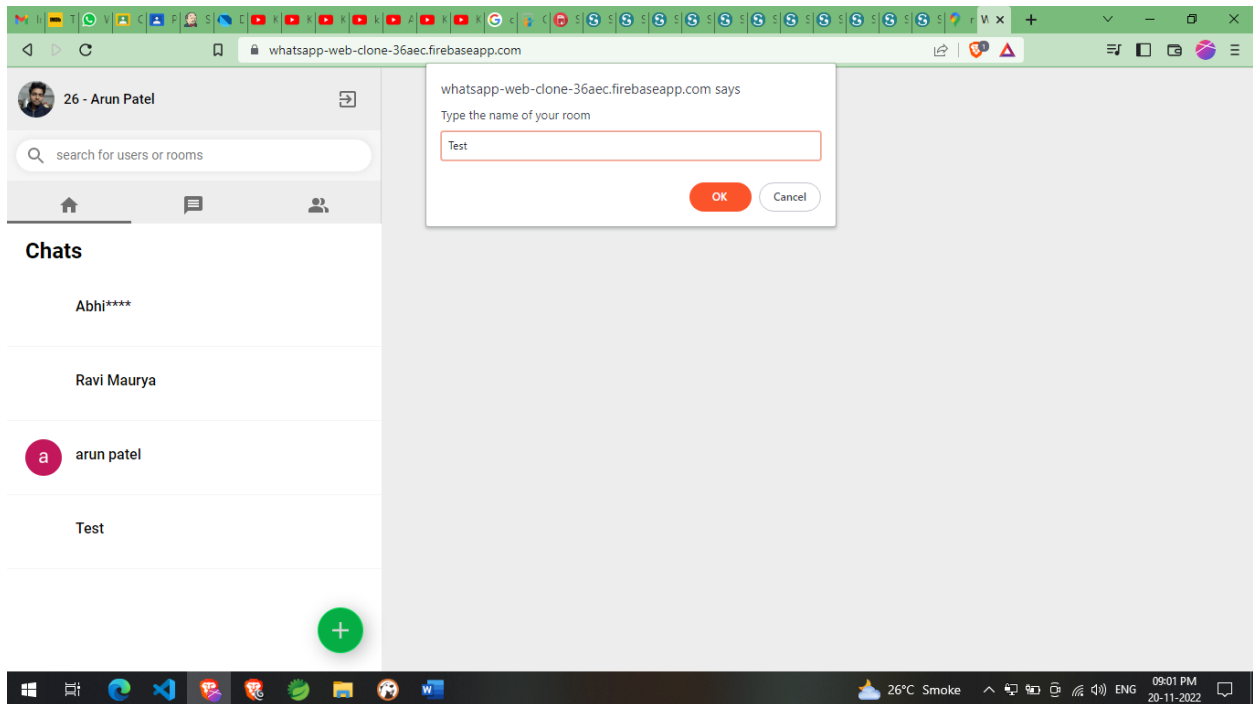 whatsapp-web-clone-36aec.firebaseapp.com
26 - Arun Patel
whatsapp-web-clone-36aec.firebaseapp.com says
Type the name of your room
Test
OK
Cancel
search for users or rooms
Chats
Abhi****
Ravi Maurya
a
arun patel
Test
+
26°C Smoke
ENG
09:01 PM
20-11-2022